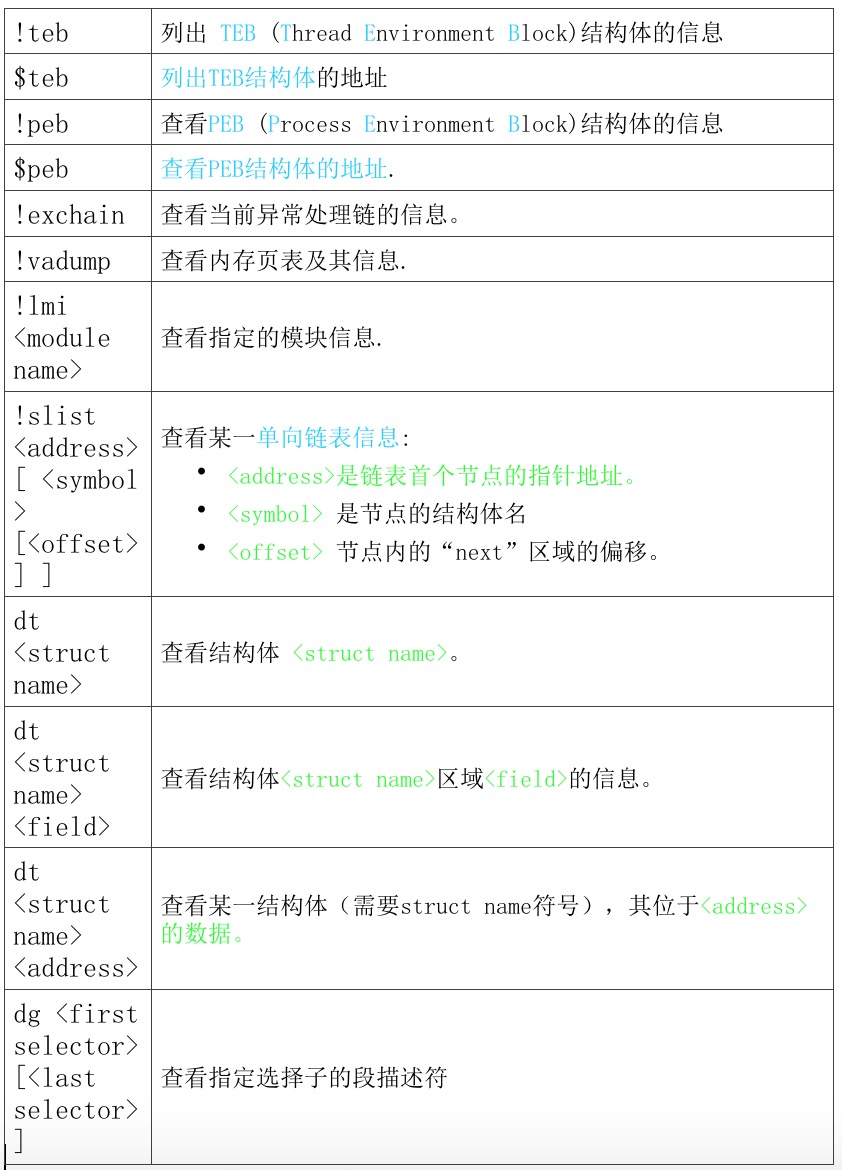 !teb
列出 TEB (Thread Environment Block)结构体的信息
$teb
列出TEB结构体的地址
!peb
查看PEB (Process Environment Block)结构体的信息
$peb
查看PEB结构体的地址.
!exchain
查看当前异常处理链的信息。
!vadump
查看内存页表及其信息.
!lmi
<module
name>
查看指定的模块信息.
!slist
<address>
[ <symbol
>
[<offset>
] ]
查看某一单向链表信息:
• <address>是链表首个节点的指针地址。
• <symbol> 是节点的结构体名
• <offset> 节点内的“next”区域的偏移。
dt
<struct
name>
查看结构体 <struct name>。
dt
<struct
name>
<field>
查看结构体<struct name>区域<field>的信息。
dt
<struct
name>
<address>
查看某一结构体（需要struct name符号）, 其位于<address>
的数据。
dg <first
selector>
[<last
selector>
]
查看指定选择子的段描述符